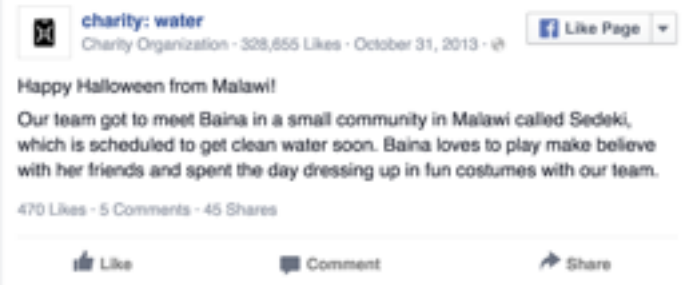 charity: water
Charity Organization · 328,655 Likes · October 31, 2013 ·
Like Page
Happy Halloween from Malawi!
Our team got to meet Baina in a small community in Malawi called Sedeki,
which is scheduled to get clean water soon. Baina loves to play make believe
with her friends and spent the day dressing up in fun costumes with our team.
470 Likes · 5 Comments · 45 Shares
Like Comment Share